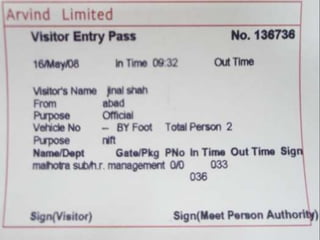 Arvind Limited
Visitor Entry Pass No. 136736
16/May/08 In Time 09:32 Out Time
Visitor's Name jinal shah
From abad
Purpose Official
Vehicle No -- BY Foot Total Person 2
Purpose nift
Name/Dept Gate/Pkg PNo In Time Out Time Sign
malhotra sub/h.r. management 0/0 033
036
Sign(Visitor) Sign(Meet Person Authority)